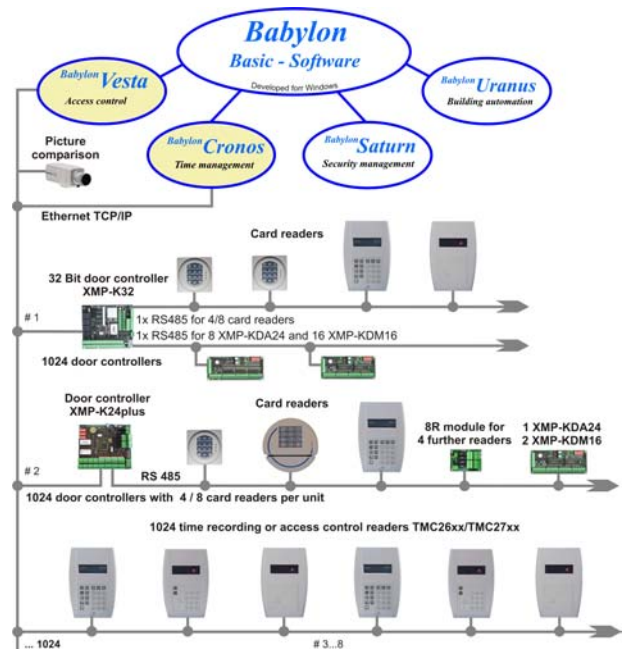 Babylon
Basic - Software
Developed forr Windows
Babylon Vesta
Access control
Babylon Uranus
Building automation
Babylon Cronos
Time management
Babylon Saturn
Security management
Picture
comparison
Ethernet TCP/IP
Card readers
32 Bit door controller
XMP-K32
# 1
1x RS485 for 4/8 card readers
1x RS485 for 8 XMP-KDA24 and 16 XMP-KDM16
1024 door controllers
Door controller
XMP-K24plus
Card readers
8R module for
4 further readers
1 XMP-KDA24
2 XMP-KDM16
# 2
RS 485
1024 door controllers with 4 / 8 card readers per unit
1024 time recording or access control readers TMC26xx/TMC27xx
... 1024
# 3...8